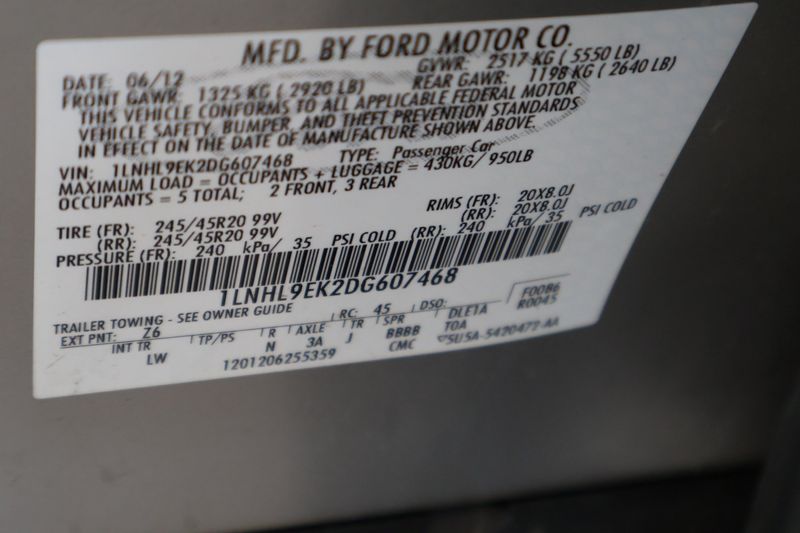 MFD. BY FORD MOTOR CO.
DATE: 06/12 GVWR: 2517 KG ( 5550 LB)
FRONT GAWR: 1325 KG ( 2920 LB) REAR GAWR: 1198 KG ( 2640 LB)
THIS VEHICLE CONFORMS TO ALL APPLICABLE FEDERAL MOTOR
VEHICLE SAFETY, BUMPER, AND THEFT PREVENTION STANDARDS
IN EFFECT ON THE DATE OF MANUFACTURE SHOWN ABOVE.
VIN: 1LNHL9EK2DG607468 TYPE: Passenger Car
MAXIMUM LOAD = OCCUPANTS + LUGGAGE = 430KG/ 950LB
OCCUPANTS = 5 TOTAL; 2 FRONT, 3 REAR
TIRE (FR): 245/45R20 99V RIMS (FR): 20X8.0J
(RR): 245/45R20 99V (RR): 20X8.0J
PRESSURE (FR): 240 kPa/ 35 PSI COLD (RR): 240 kPa/ 35 PSI COLD
1LNHL9EK2DG607468
TRAILER TOWING - SEE OWNER GUIDE
EXT PNT: Z6 RC: 45 DSO: F0086
INT TR TP/PS R AXLE TR SPR DLE1A R0045
LW N 3A J BBBB T0A
1201206255359 CMC 5U5A-5420472-AA